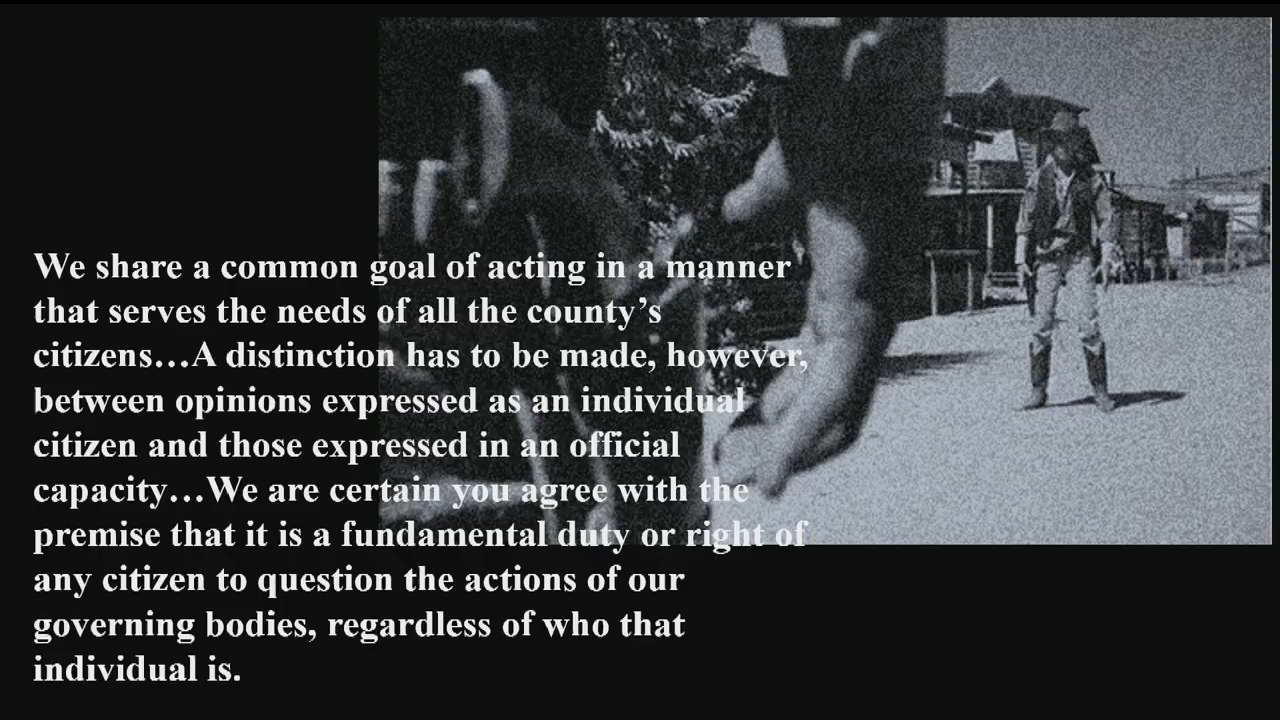 We share a common goal of acting in a manner
that serves the needs of all the county’s
citizens…A distinction has to be made, however,
between opinions expressed as an individual
citizen and those expressed in an official
capacity…We are certain you agree with the
premise that it is a fundamental duty or right of
any citizen to question the actions of our
governing bodies, regardless of who that
individual is.